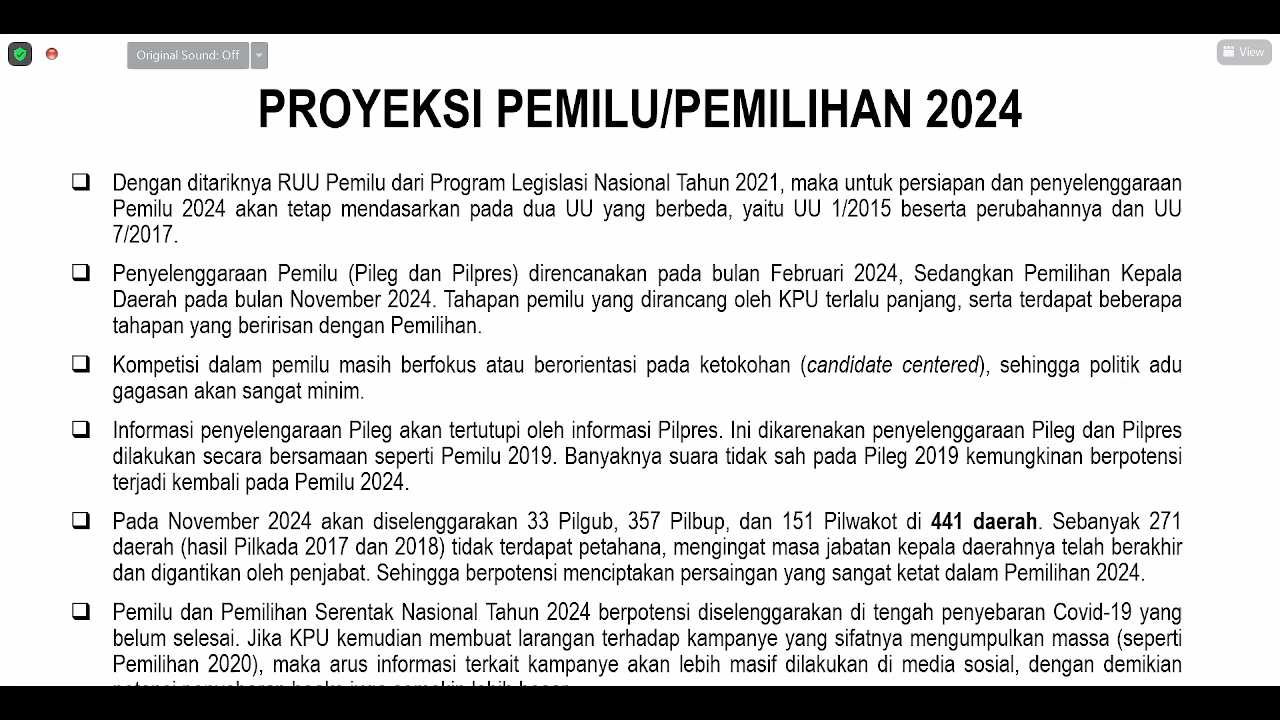 Original Sound: Off
View
PROYEKSI PEMILU/PEMILIHAN 2024
Dengan ditariknya RUU Pemilu dari Program Legislasi Nasional Tahun 2021, maka untuk persiapan dan penyelenggaraan
Pemilu 2024 akan tetap mendasarkan pada dua UU yang berbeda, yaitu UU 1/2015 beserta perubahannya dan UU
7/2017.
Penyelenggaraan Pemilu (Pileg dan Pilpres) direncanakan pada bulan Februari 2024, Sedangkan Pemilihan Kepala
Daerah pada bulan November 2024. Tahapan pemilu yang dirancang oleh KPU terlalu panjang, serta terdapat beberapa
tahapan yang beririsan dengan Pemilihan.
Kompetisi dalam pemilu masih berfokus atau berorientasi pada ketokohan (candidate centered), sehingga politik adu
gagasan akan sangat minim.
Informasi penyelengaraan Pileg akan tertutupi oleh informasi Pilpres. Ini dikarenakan penyelenggaraan Pileg dan Pilpres
dilakukan secara bersamaan seperti Pemilu 2019. Banyaknya suara tidak sah pada Pileg 2019 kemungkinan berpotensi
terjadi kembali pada Pemilu 2024.
Pada November 2024 akan diselenggarakan 33 Pilgub, 357 Pilbup, dan 151 Pilwakot di 441 daerah. Sebanyak 271
daerah (hasil Pilkada 2017 dan 2018) tidak terdapat petahana, mengingat masa jabatan kepala daerahnya telah berakhir
dan digantikan oleh penjabat. Sehingga berpotensi menciptakan persaingan yang sangat ketat dalam Pemilihan 2024.
Pemilu dan Pemilihan Serentak Nasional Tahun 2024 berpotensi diselenggarakan di tengah penyebaran Covid-19 yang
belum selesai. Jika KPU kemudian membuat larangan terhadap kampanye yang sifatnya mengumpulkan massa (seperti
Pemilihan 2020), maka arus informasi terkait kampanye akan lebih masif dilakukan di media sosial, dengan demikian